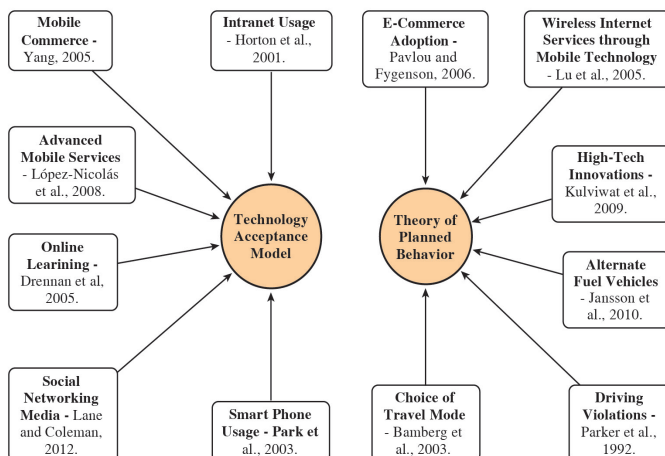 Mobile
Commerce -
Yang, 2005.
Intranet Usage
- Horton et al.,
2001.
E-Commerce
Adoption -
Pavlou and
Fygenson, 2006.
Wireless Internet
Services through
Mobile Technology
- Lu et al., 2005.
Advanced
Mobile Services
- López-Nicolás
et al., 2008.
High-Tech
Innovations -
Kulviwat et al.,
2009.
Technology
Acceptance
Model
Theory of
Planned
Behavior
Online
Learining -
Drennan et al,
2005.
Alternate
Fuel Vehicles
- Jansson et
al., 2010.
Social
Networking
Media - Lane
and Coleman,
2012.
Smart Phone
Usage - Park et
al., 2003.
Choice of
Travel Mode
- Bamberg et
al., 2003.
Driving
Violations -
Parker et al.,
1992.